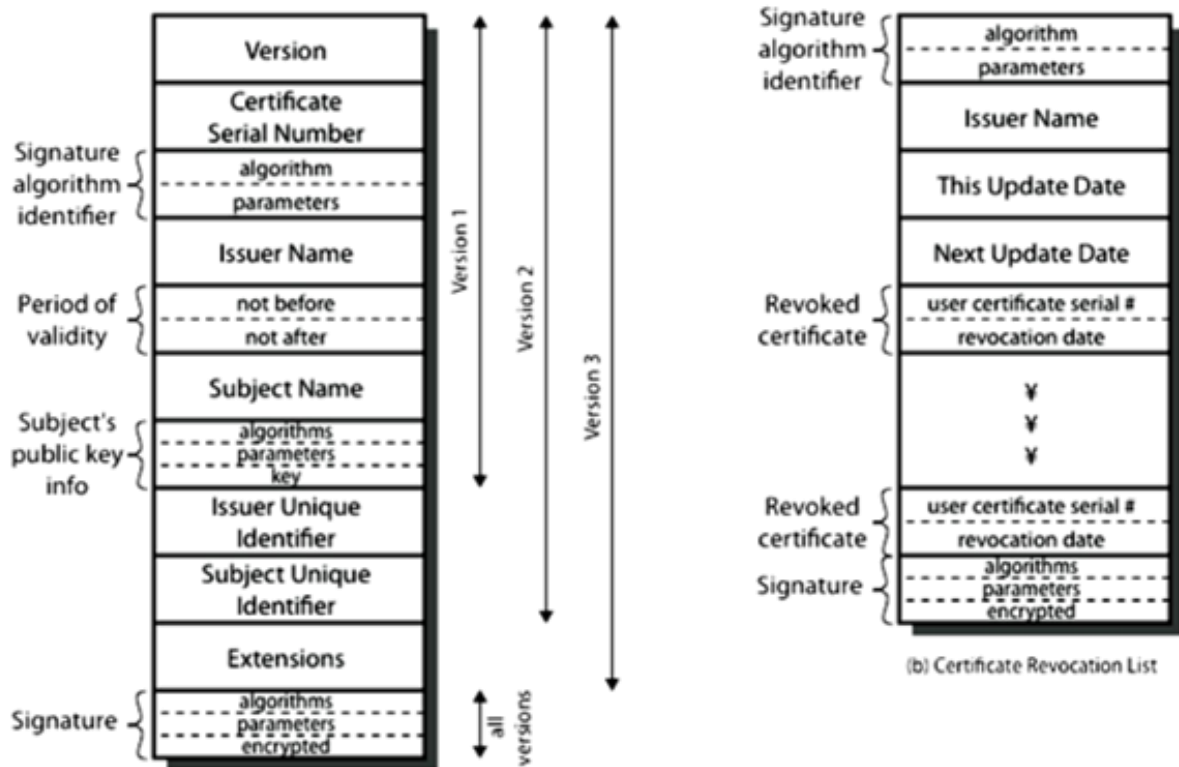 Version
Certificate
Serial Number
Signature
algorithm
identifier
algorithm
parameters
Issuer Name
Period of
validity
not before
not after
Subject Name
Subject's
public key
info
algorithms
parameters
key
Issuer Unique
Identifier
Subject Unique
Identifier
Extensions
Signature
algorithms
parameters
encrypted
Version 1
Version 2
Version 3
all
versions
Signature
algorithm
identifier
algorithm
parameters
Issuer Name
This Update Date
Next Update Date
Revoked
certificate
user certificate serial #
revocation date
¥
¥
¥
Revoked
certificate
user certificate serial #
revocation date
Signature
algorithms
parameters
encrypted
(b) Certificate Revocation List